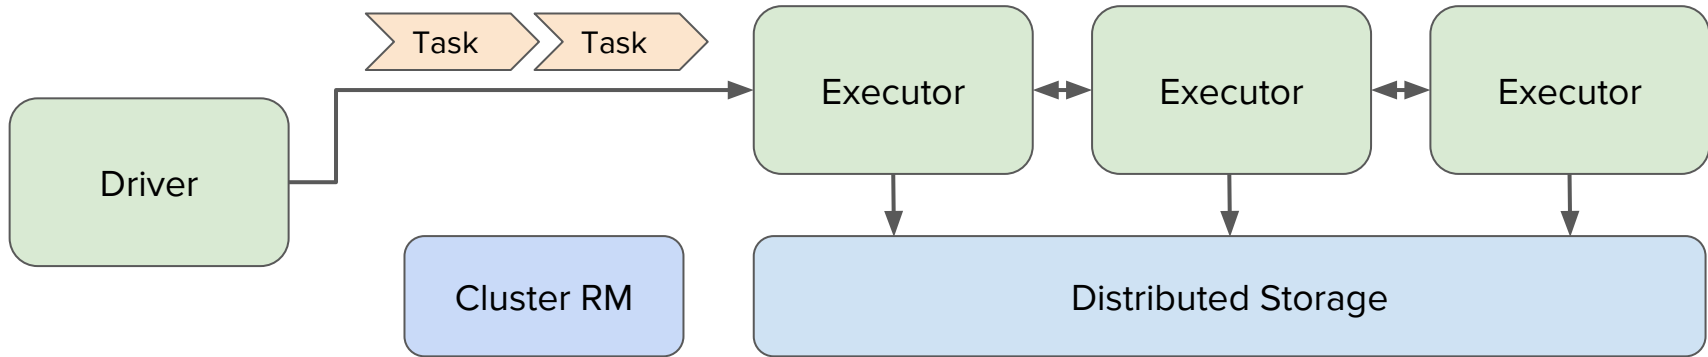 Task
Task
Executor
Executor
Executor
Driver
Cluster RM
Distributed Storage